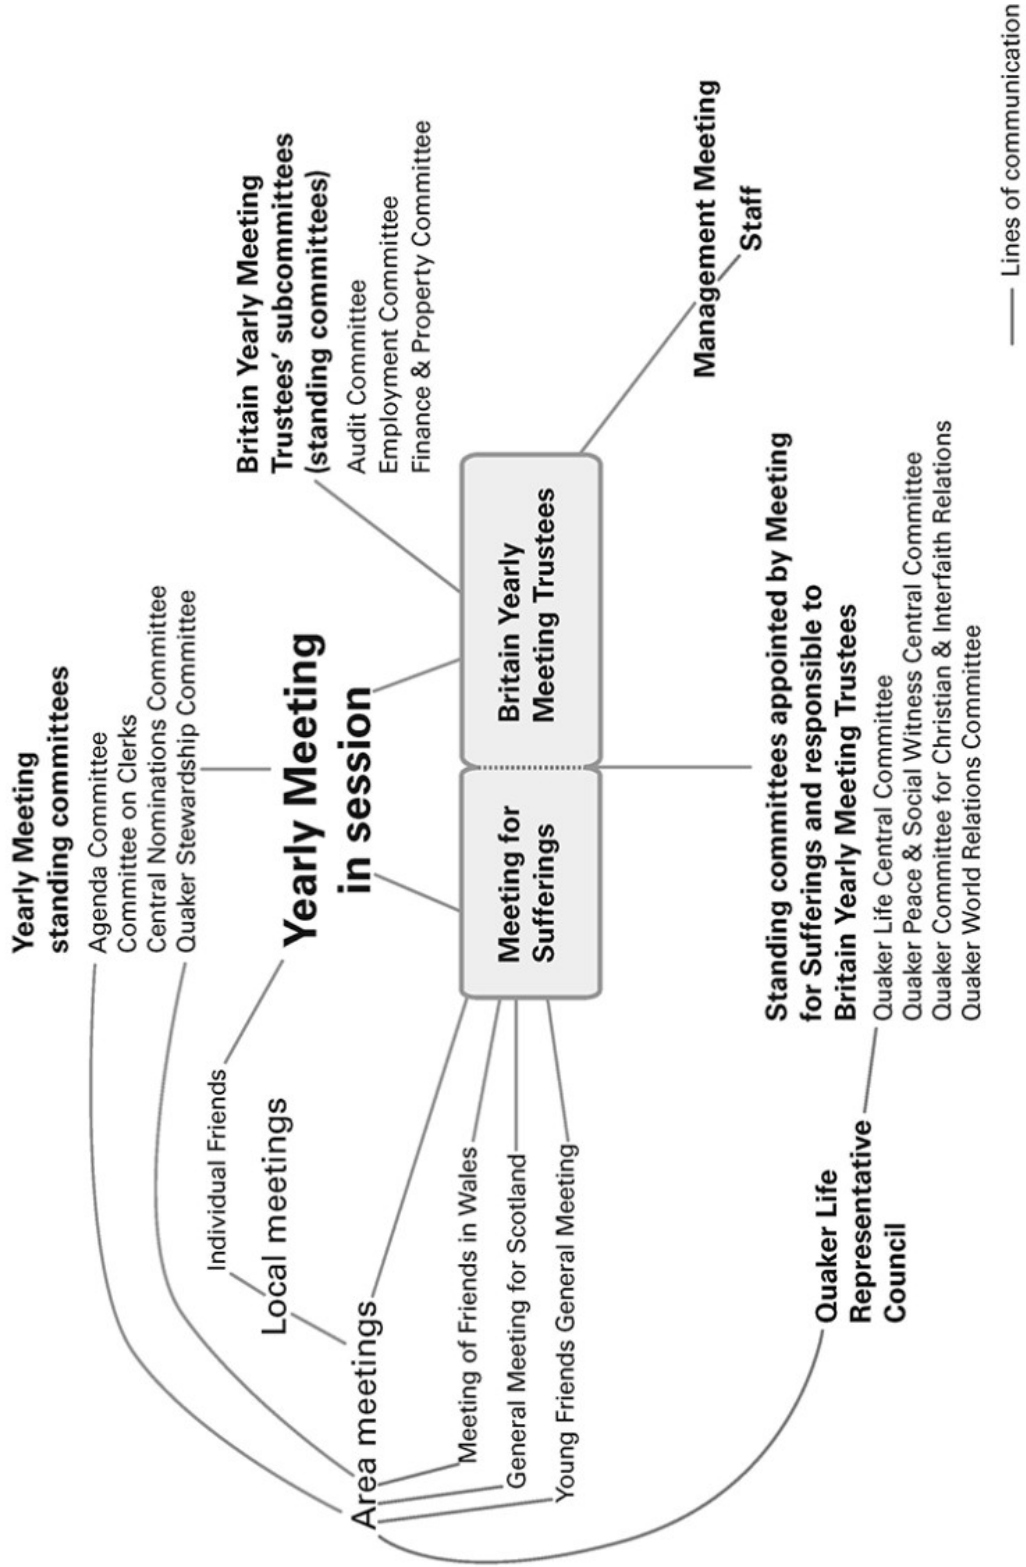 Yearly Meeting
standing committees
Agenda Committee
Committee on Clerks
Central Nominations Committee
Quaker Stewardship Committee
Individual Friends
Local meetings
Area meetings
Yearly Meeting
in session
Britain Yearly Meeting
Trustees’ subcommittees
(standing committees)
Audit Committee
Employment Committee
Finance & Property Committee
Meeting of Friends in Wales
General Meeting for Scotland
Young Friends General Meeting
Meeting for
Sufferings
Britain Yearly
Meeting Trustees
Management Meeting
Staff
Quaker Life
Representative
Council
Standing committees appointed by Meeting
for Sufferings and responsible to
Britain Yearly Meeting Trustees
Quaker Life Central Committee
Quaker Peace & Social Witness Central Committee
Quaker Committee for Christian & Interfaith Relations
Quaker World Relations Committee
Lines of communication